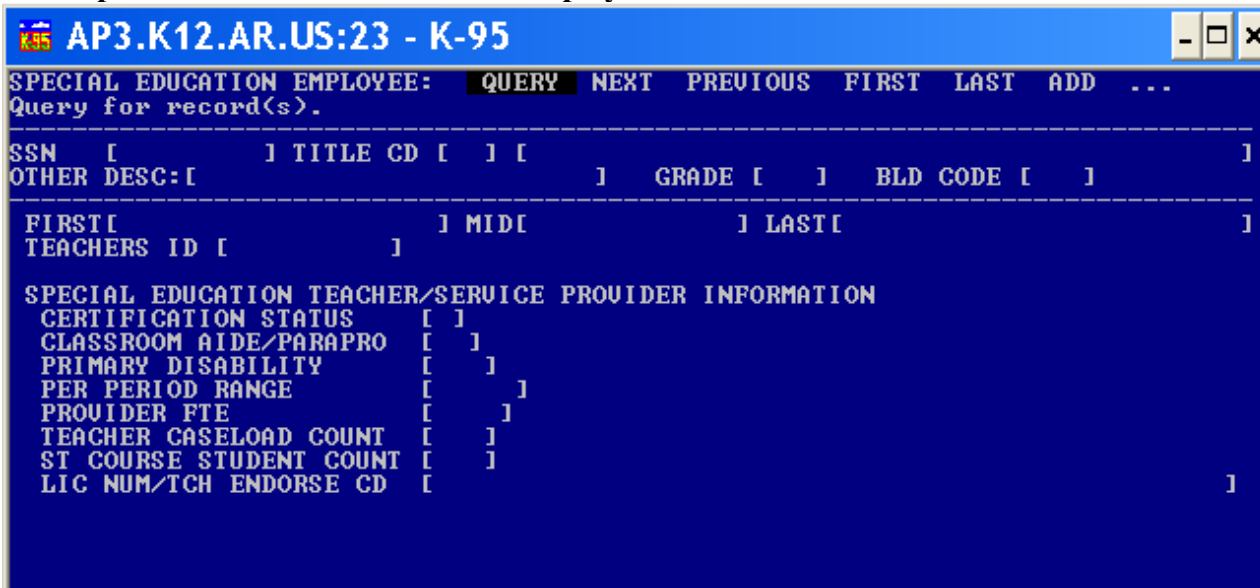 K95 AP3.K12.AR.US:23 - K-95
SPECIAL EDUCATION EMPLOYEE: QUERY NEXT PREVIOUS FIRST LAST ADD ...
Query for record(s).
SSN [ ] TITLE CD [ ] [ ]
OTHER DESC:[ ] GRADE [ ] BLD CODE [ ]
FIRST[ ] MID[ ] LAST[ ]
TEACHERS ID [ ]
SPECIAL EDUCATION TEACHER/SERVICE PROVIDER INFORMATION
CERTIFICATION STATUS [ ]
CLASSROOM AIDE/PARAPRO [ ]
PRIMARY DISABILITY [ ]
PER PERIOD RANGE [ ]
PROVIDER FTE [ ]
TEACHER CASELOAD COUNT [ ]
ST COURSE STUDENT COUNT [ ]
LIC NUM/TCH ENDORSE CD [ ]